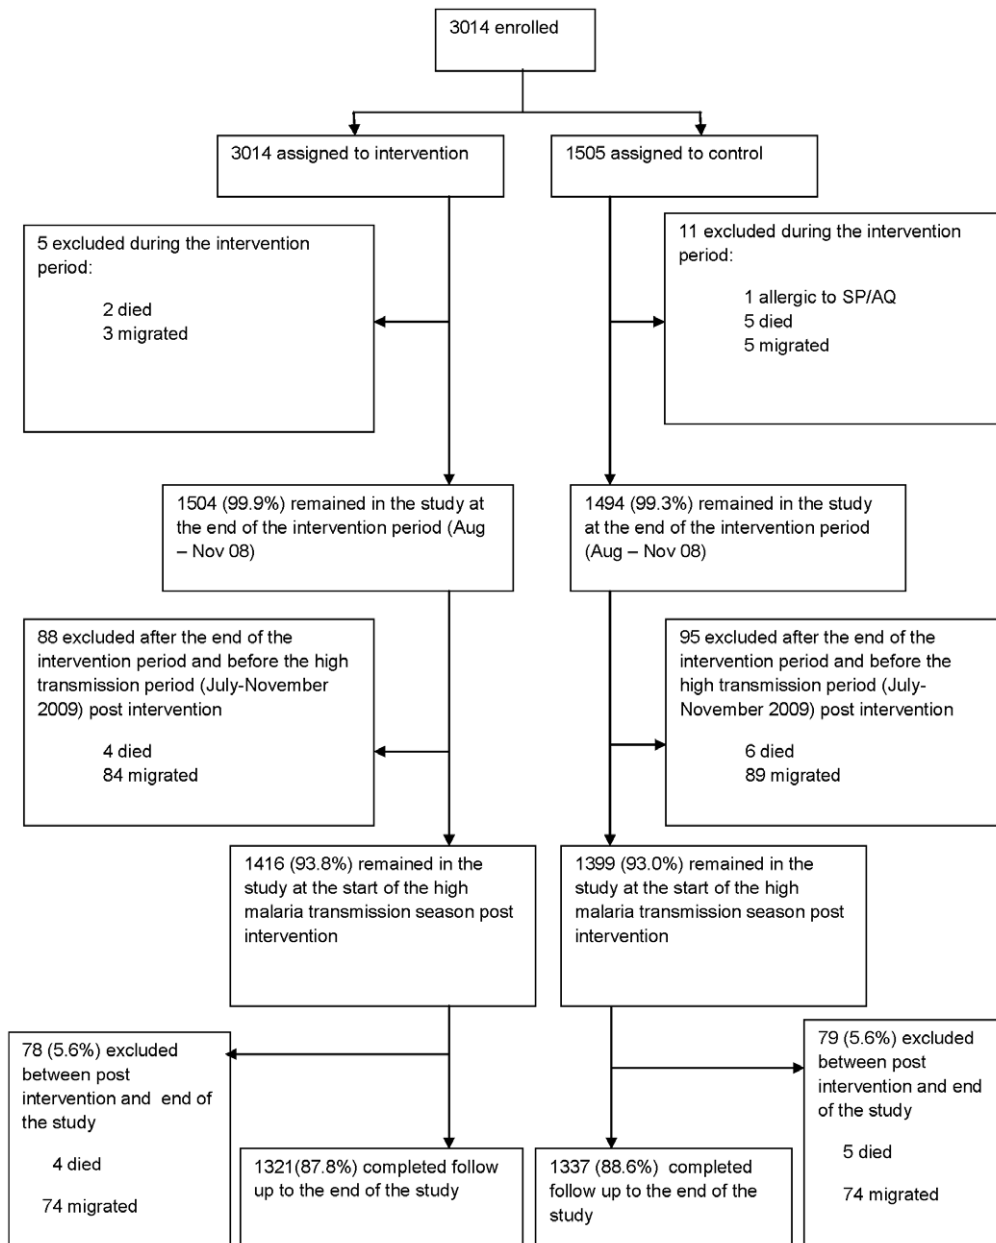 3014 enrolled
3014 assigned to intervention
1505 assigned to control
5 excluded during the intervention
period:
2 died
3 migrated
11 excluded during the intervention
period:
1 allergic to SP/AQ
5 died
5 migrated
1504 (99.9%) remained in the study at
the end of the intervention period (Aug
– Nov 08)
1494 (99.3%) remained in the study
at the end of the intervention period
(Aug – Nov 08)
88 excluded after the end of the
intervention period and before the high
transmission period (July-November
2009) post intervention
4 died
84 migrated
95 excluded after the end of the
intervention period and before the
high transmission period (July-
November 2009) post intervention
6 died
89 migrated
1416 (93.8%) remained in the
study at the start of the high
malaria transmission season post
intervention
1399 (93.0%) remained in the
study at the start of the high
malaria transmission season post
intervention
78 (5.6%) excluded
between post
intervention and end of
the study
4 died
74 migrated
79 (5.6%) excluded
between post
intervention and end
of the study
5 died
74 migrated
1321(87.8%) completed follow
up to the end of the study
1337 (88.6%) completed
follow up to the end of the
study